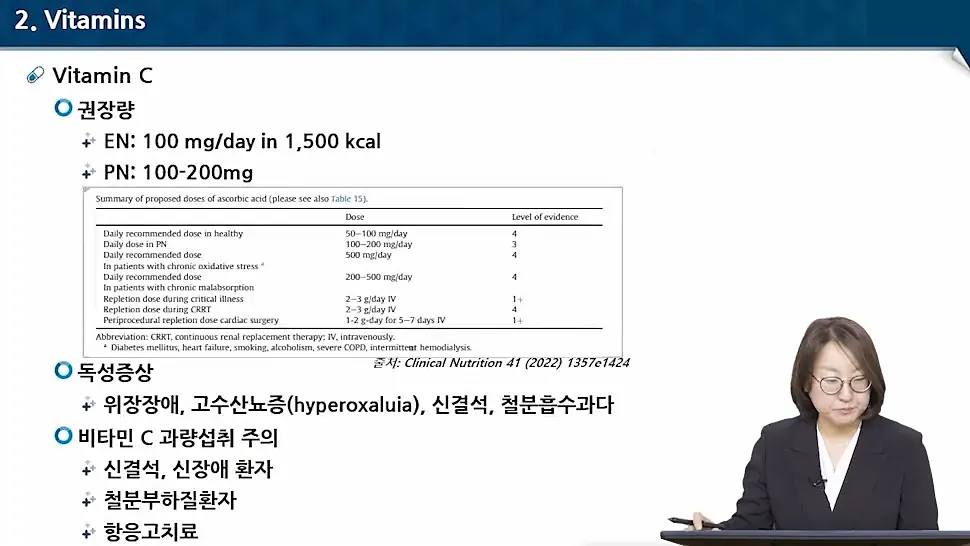 2. Vitamins
Vitamin C
권장량
EN: 100 mg/day in 1,500 kcal
PN: 100-200mg
Summary of proposed doses of ascorbic acid (please see also Table 15).
Dose Level of evidence
Daily recommended dose in healthy 50–100 mg/day 4
Daily dose in PN 100–200 mg/day 3
Daily recommended dose 500 mg/day 4
In patients with chronic oxidative stress a
Daily recommended dose 200–500 mg/day 4
In patients with chronic malabsorption
Repletion dose during critical illness 2–3 g/day IV 1+
Repletion dose during CRRT 2–3 g/day IV 4
Periprocedural repletion dose cardiac surgery 1-2 g-day for 5–7 days IV 1+
Abbreviation: CRRT, continuous renal replacement therapy; IV, intravenously.
a Diabetes mellitus, heart failure, smoking, alcoholism, severe COPD, intermittent hemodialysis.
출처: Clinical Nutrition 41 (2022) 1357e1424
독성증상
위장장애, 고수산뇨증(hyperoxaluia), 신결석, 철분흡수과다
비타민 C 과량섭취 주의
신결석, 신장애 환자
철분부하질환자
항응고치료